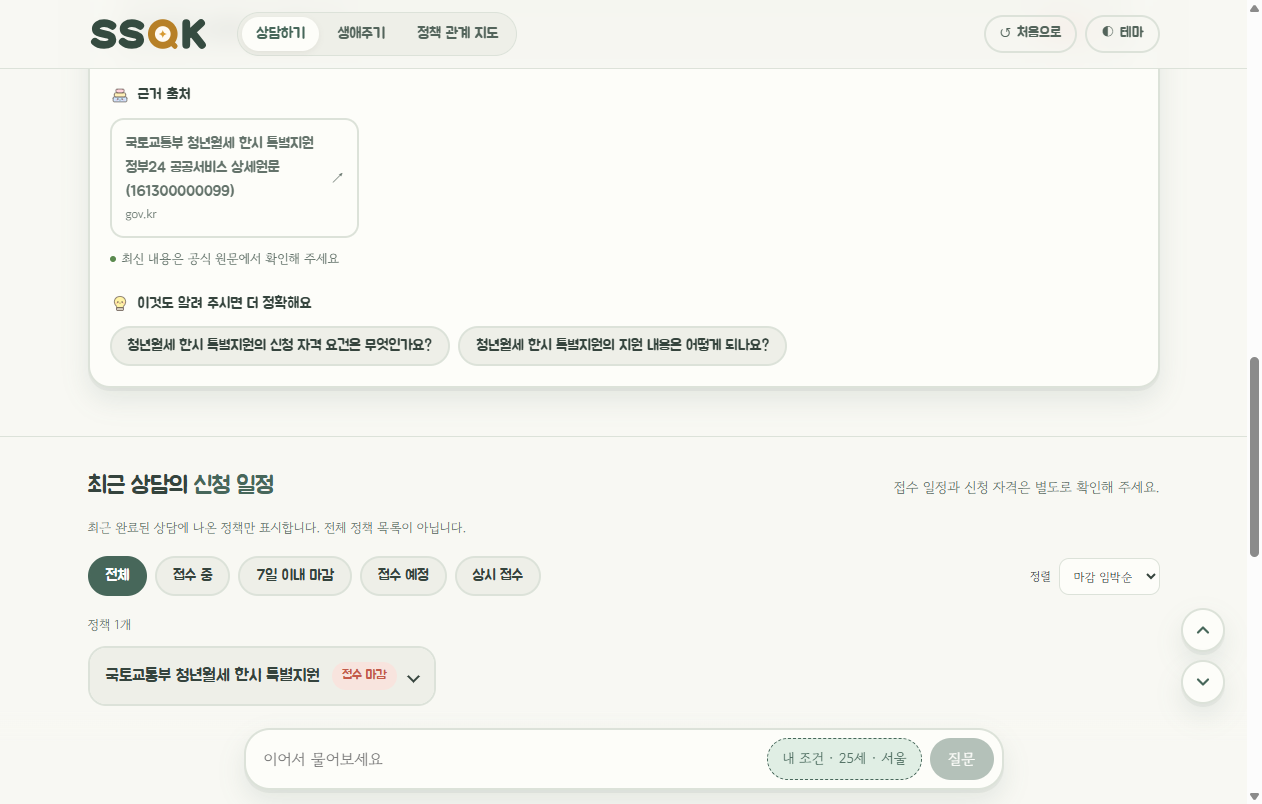 SSOK
상담하기
생애주기
정책 관계 지도
↺ 처음으로
테마
근거 출처
국토교통부 청년월세 한시 특별지원
정부24 공공서비스 상세원문
(161300000099)
gov.kr
최신 내용은 공식 원문에서 확인해 주세요
이것도 알려 주시면 더 정확해요
청년월세 한시 특별지원의 신청 자격 요건은 무엇인가요?
청년월세 한시 특별지원의 지원 내용은 어떻게 되나요?
최근 상담의 신청 일정
접수 일정과 신청 자격은 별도로 확인해 주세요.
최근 완료된 상담에 나온 정책만 표시합니다. 전체 정책 목록이 아닙니다.
전체
접수 중
7일 이내 마감
접수 예정
상시 접수
정렬
마감 임박순
정책 1개
국토교통부 청년월세 한시 특별지원
접수 마감
이어서 물어보세요
내 조건 · 25세 · 서울
질문